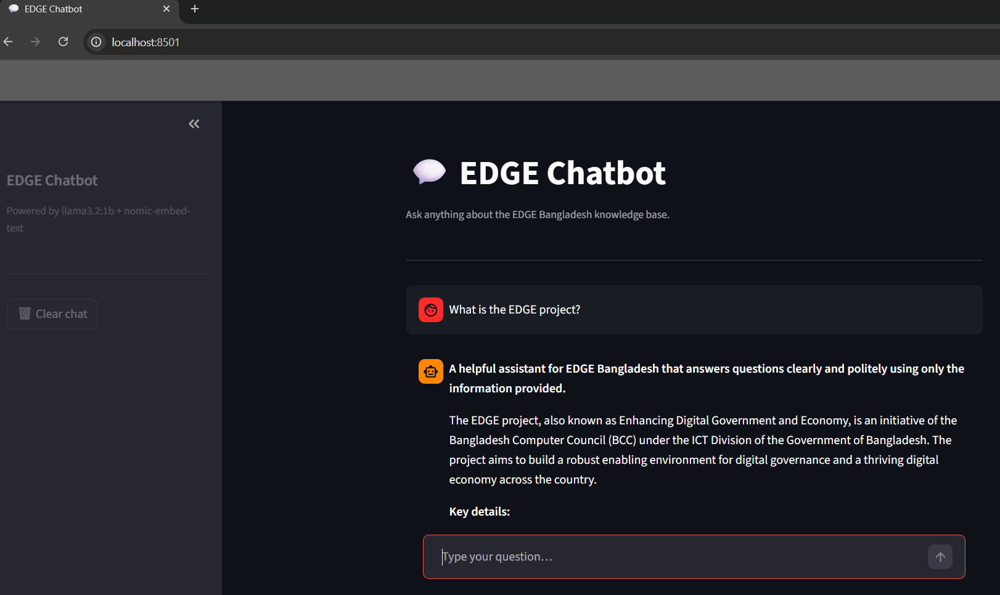 EDGE Chatbot
localhost:8501
EDGE Chatbot
Powered by llama3.2:1b + nomic-embed-
text
Clear chat
EDGE Chatbot
Ask anything about the EDGE Bangladesh knowledge base.
What is the EDGE project?
A helpful assistant for EDGE Bangladesh that answers questions clearly and politely using only the
information provided.
The EDGE project, also known as Enhancing Digital Government and Economy, is an initiative of the
Bangladesh Computer Council (BCC) under the ICT Division of the Government of Bangladesh. The
project aims to build a robust enabling environment for digital governance and a thriving digital
economy across the country.
Key details:
Type your question...